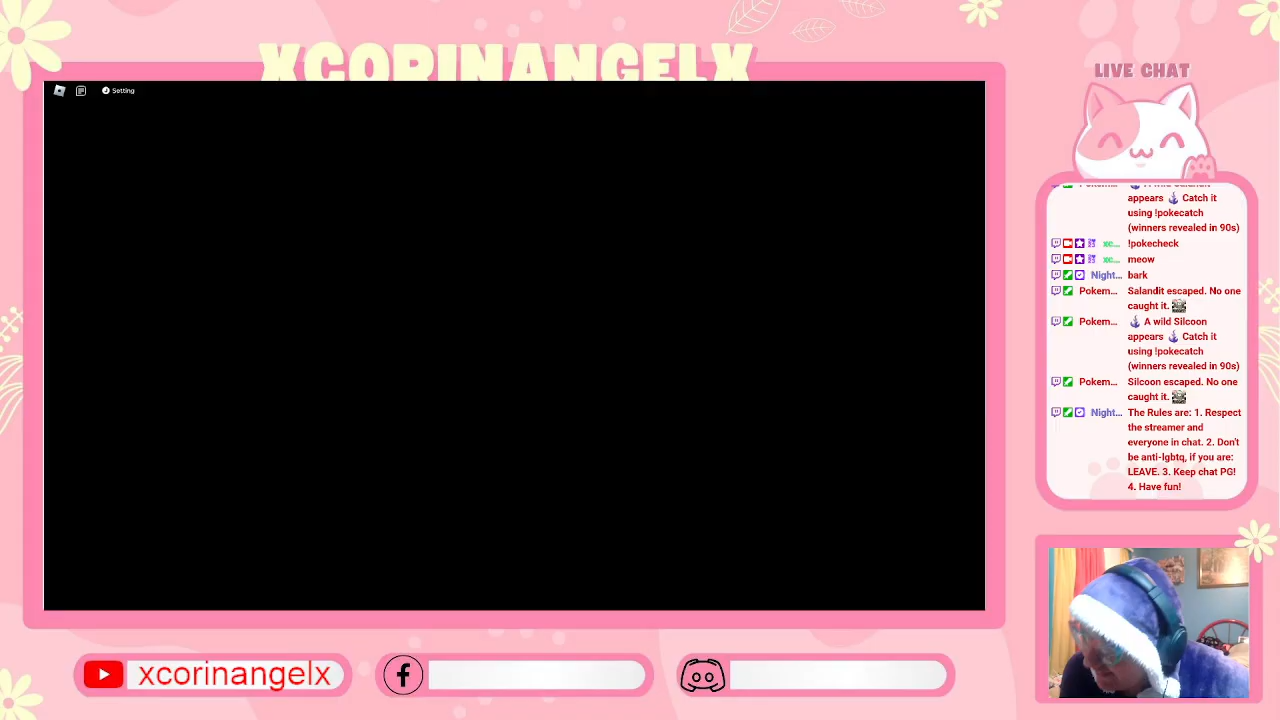 XCORINANGELX
Setting
LIVE CHAT
appears Catch it
using !pokecatch
(winners revealed in 90s)
xc... !pokecheck
xc... meow
Night... bark
Pokem... Salandit escaped. No one
caught it.
Pokem... A wild Silcoon
appears Catch it
using !pokecatch
(winners revealed in 90s)
Pokem... Silcoon escaped. No one
caught it.
Night... The Rules are: 1. Respect
the streamer and
everyone in chat. 2. Don't
be anti-lgbtq, if you are:
LEAVE. 3. Keep chat PG!
4. Have fun!
xcorinangelx